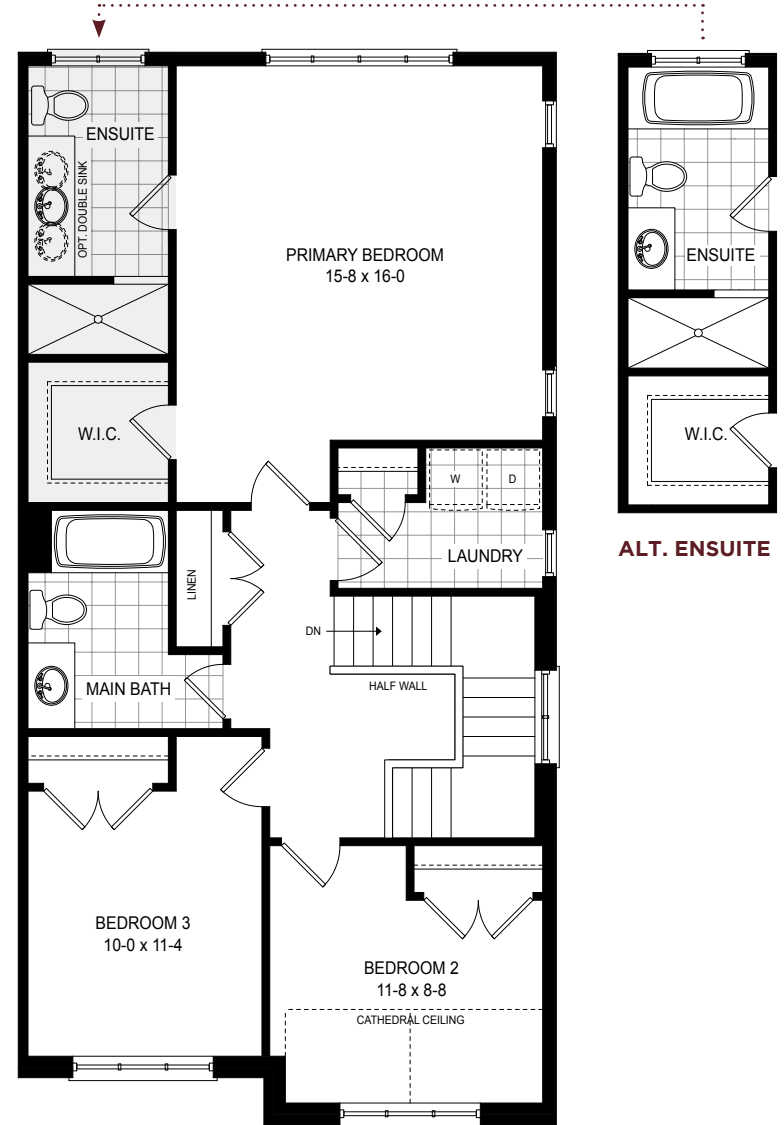 ENSUITE
OPT. DOUBLE SINK
PRIMARY BEDROOM
15-8 x 16-0
W.I.C.
W
D
LAUNDRY
LINEN
DN
HALF WALL
MAIN BATH
BEDROOM 3
10-0 x 11-4
BEDROOM 2
11-8 x 8-8
CATHEDRAL CEILING
ENSUITE
W.I.C.
ALT. ENSUITE